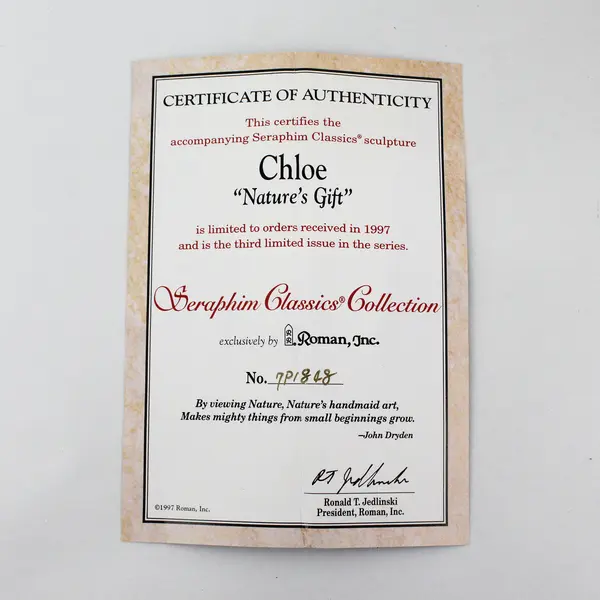 CERTIFICATE OF AUTHENTICITY
This certifies the
accompanying Seraphim Classics® sculpture
Chloe
"Nature's Gift"
is limited to orders received in 1997
and is the third limited issue in the series.
Seraphim Classics® Collection
exclusively by Roman, Inc.
No. 7P1848
By viewing Nature, Nature's handmaid art,
Makes mighty things from small beginnings grow.
–John Dryden
Ronald T. Jedlinski
President, Roman, Inc.
©1997 Roman, Inc.